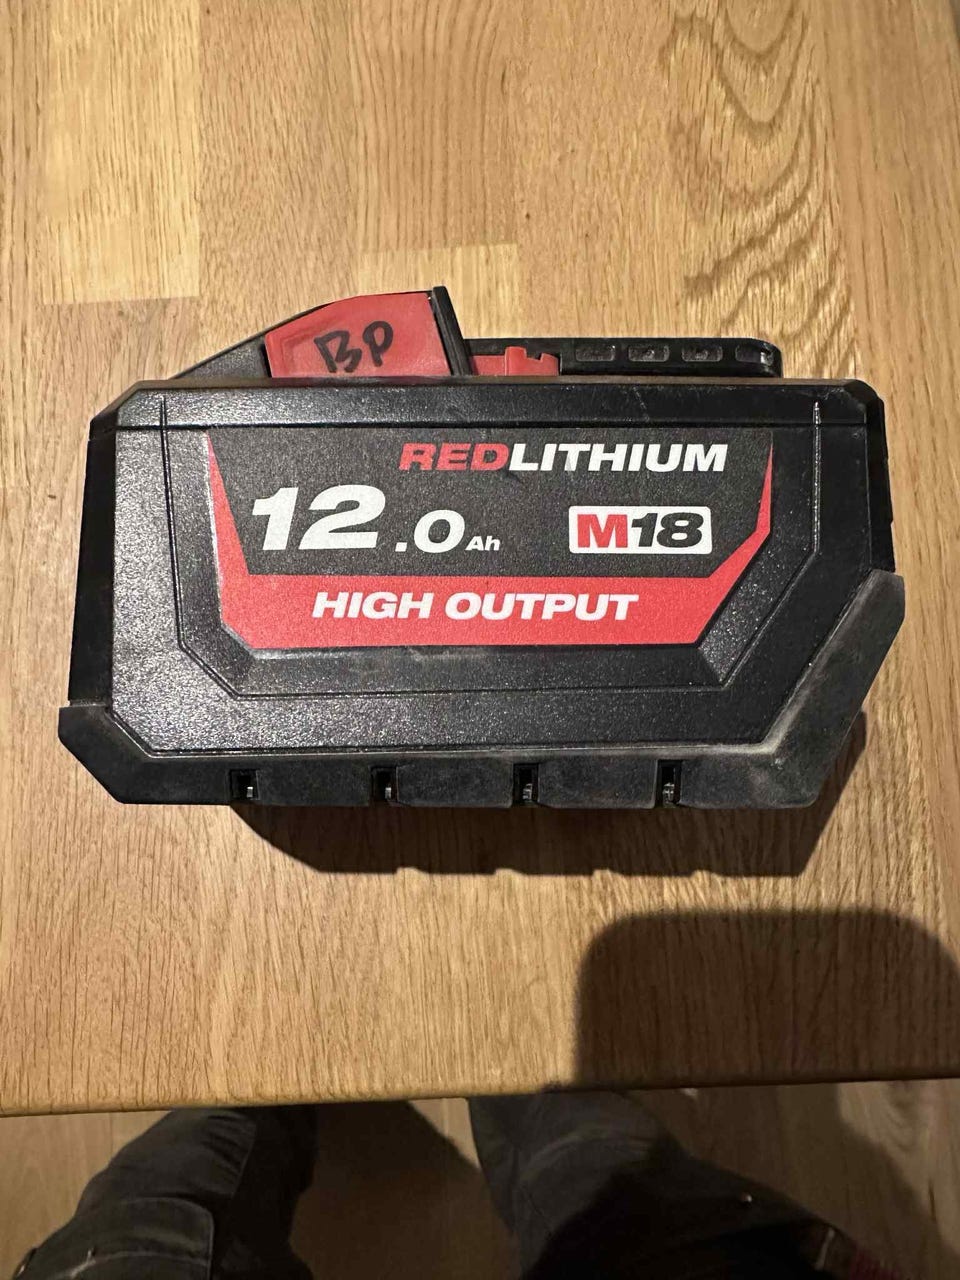 BP
REDLITHIUM
12.0Ah
M18
HIGH OUTPUT